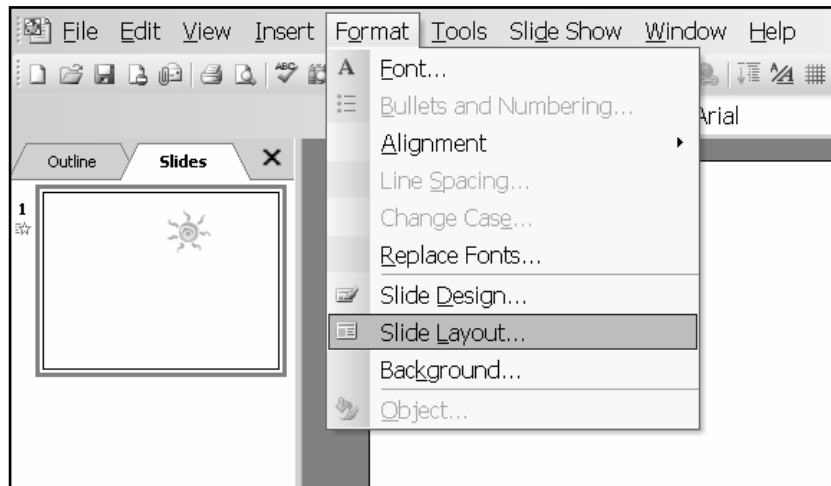 File Edit View Insert Format Tools Slide Show Window Help
ABC
A Font...
Bullets and Numbering...
Arial
Alignment
Outline Slides
Line Spacing...
1
Change Case...
Replace Fonts...
Slide Design...
Slide Layout...
Background...
Object...